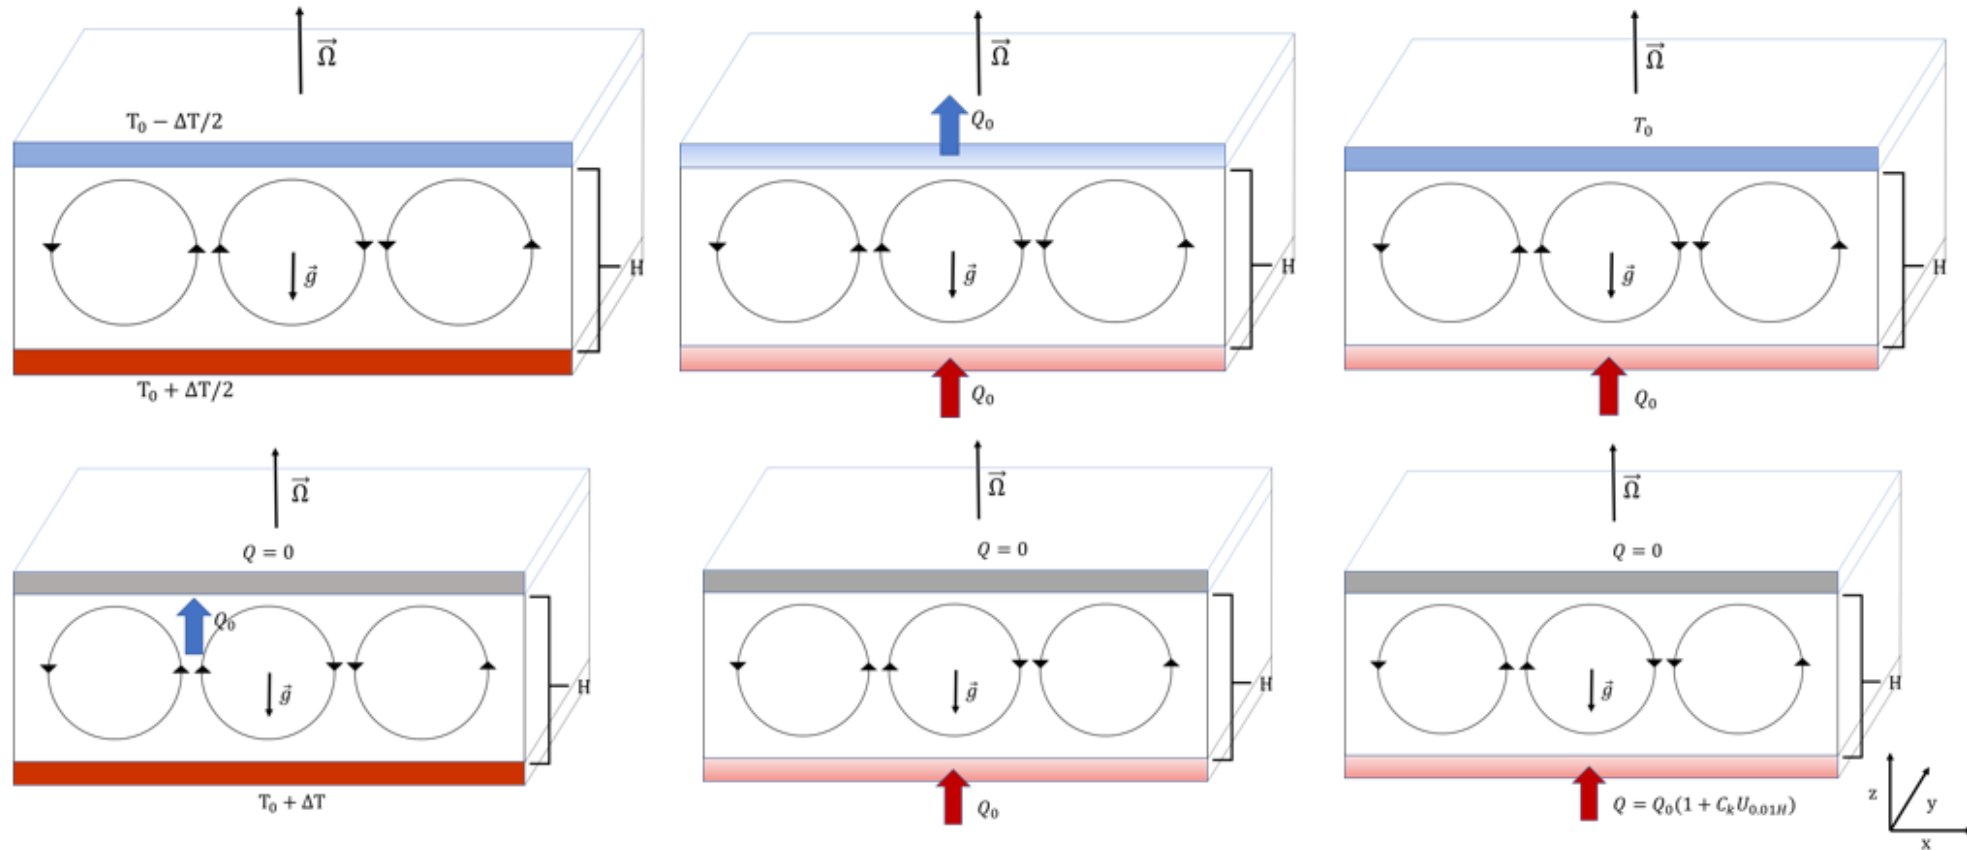 Ω⃗
T₀ − ΔT/2
g⃗
H
T₀ + ΔT/2
Ω⃗
Q₀
g⃗
H
Q₀
Ω⃗
T₀
g⃗
H
Q₀
Ω⃗
Q = 0
Q₀
g⃗
H
T₀ + ΔT
Ω⃗
Q = 0
g⃗
H
Q₀
Ω⃗
Q = 0
g⃗
H
Q = Q₀(1 + CₖU₀.₀₁H)
z
y
x